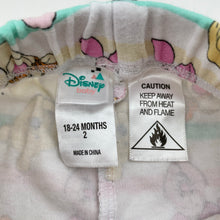 Disney
baby
18-24 MONTHS
2
MADE IN CHINA
CAUTION
KEEP AWAY
FROM HEAT
AND FLAME